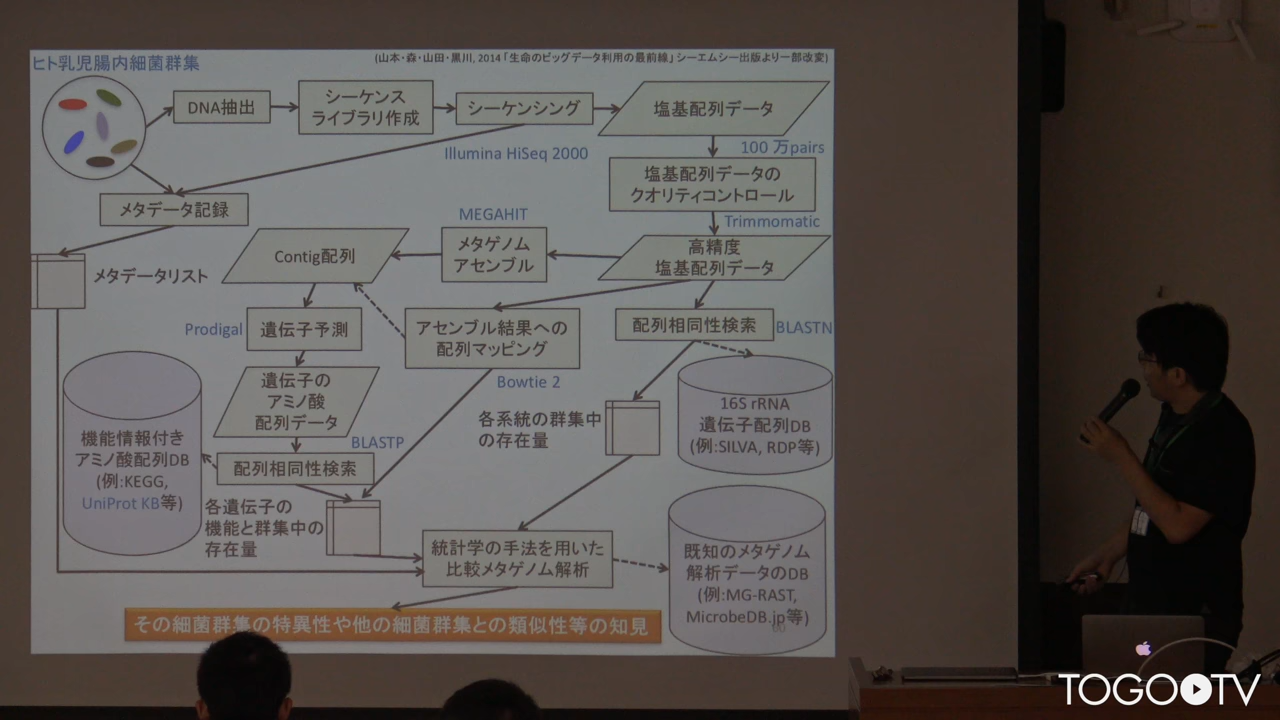 ヒト乳児腸内細菌群集
(山本・森・山田・黒川, 2014「生命のビッグデータ利用の最前線」シーエムシー出版より一部改変)
DNA抽出
シーケンス
ライブラリ作成
シーケンシング
塩基配列データ
Illumina HiSeq 2000
100 万pairs
塩基配列データの
クオリティコントロール
メタデータ記録
MEGAHIT
Trimmomatic
Contig配列
メタゲノム
アセンブル
高精度
塩基配列データ
メタデータリスト
Prodigal
遺伝子予測
アセンブル結果への
配列マッピング
配列相同性検索
BLASTN
Bowtie 2
遺伝子の
アミノ酸
配列データ
各系統の群集中
の存在量
16S rRNA
遺伝子配列DB
(例:SILVA, RDP等)
BLASTP
機能情報付き
アミノ酸配列DB
(例:KEGG,
UniProt KB等)
配列相同性検索
各遺伝子の
機能と群集中の
存在量
統計学の手法を用いた
比較メタゲノム解析
既知のメタゲノム
解析データのDB
(例:MG-RAST,
MicrobeDB.jp等)
その細菌群集の特異性や他の細菌群集との類似性等の知見
TOGO TV